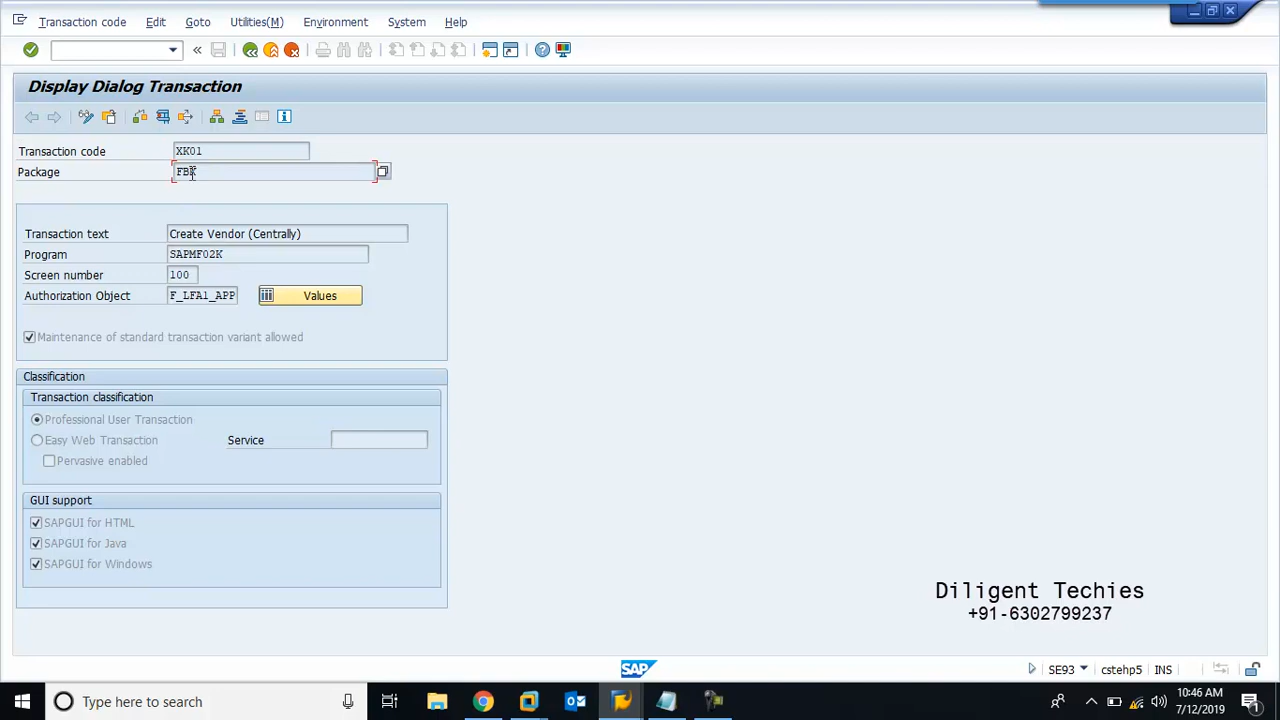 Transaction code Edit Goto Utilities(M) Environment System Help
Display Dialog Transaction
Transaction code XK01
Package
Transaction text Create Vendor (Centrally)
Program SAPMF02K
Screen number 100
Authorization Object F_LFA1_APP Values
Maintenance of standard transaction variant allowed
Classification
Transaction classification
Professional User Transaction
Easy Web Transaction Service
Pervasive enabled
GUI support
SAPGUI for HTML
SAPGUI for Java
SAPGUI for Windows
Diligent Techies
+91-6302799237
SAP SE93 cstehp5 INS
Type here to search
10:46 AM
7/12/2019